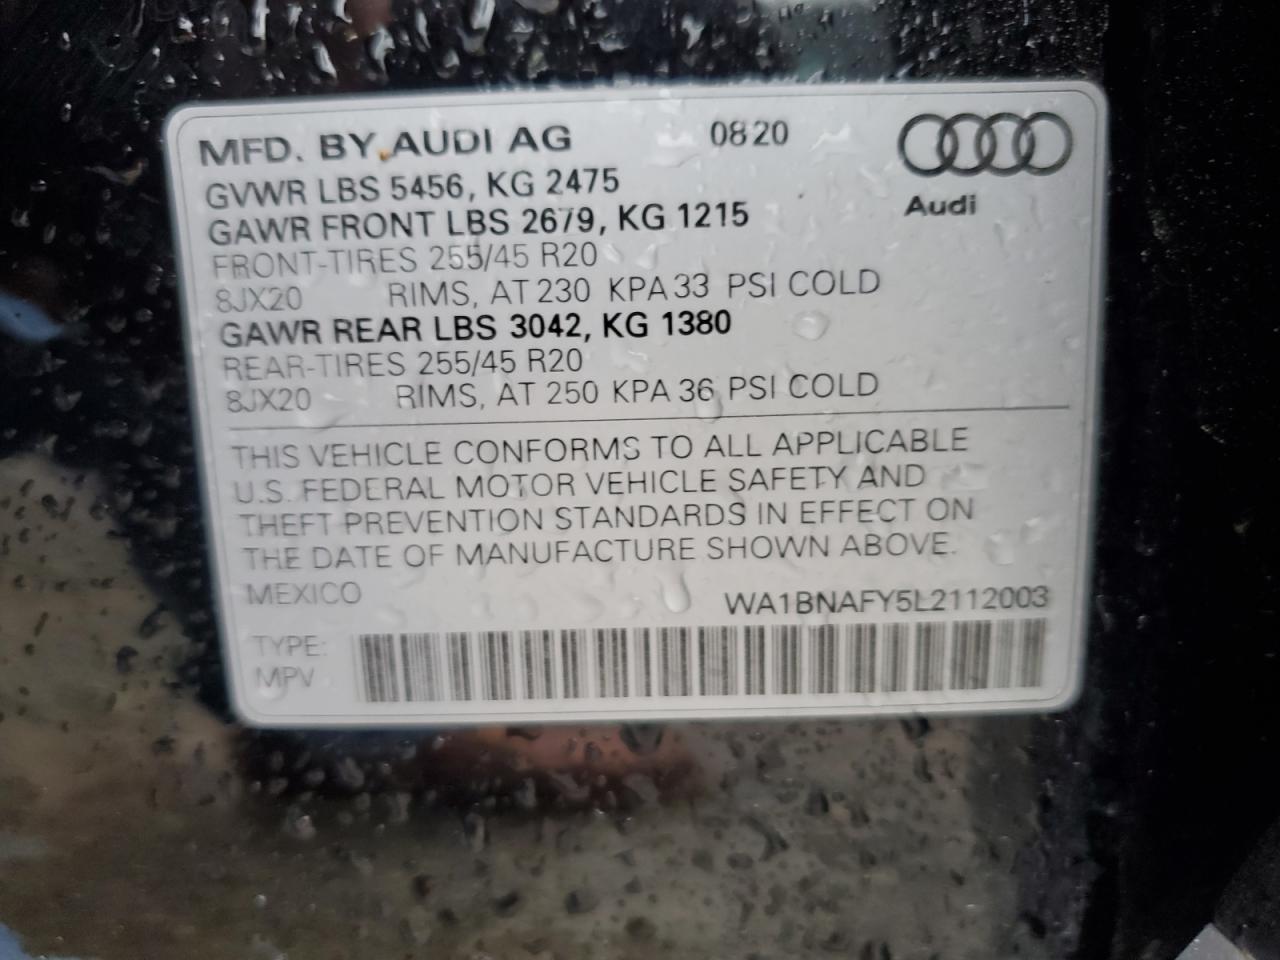 MFD. BY AUDI AG 08 20
Audi
GVWR LBS 5456, KG 2475
GAWR FRONT LBS 2679, KG 1215
FRONT-TIRES 255/45 R20
8JX20 RIMS, AT 230 KPA 33 PSI COLD
GAWR REAR LBS 3042, KG 1380
REAR-TIRES 255/45 R20
8JX20 RIMS, AT 250 KPA 36 PSI COLD
THIS VEHICLE CONFORMS TO ALL APPLICABLE
U.S. FEDERAL MOTOR VEHICLE SAFETY AND
THEFT PREVENTION STANDARDS IN EFFECT ON
THE DATE OF MANUFACTURE SHOWN ABOVE.
MEXICO WA1BNAFY5L2112003
TYPE:
MPV